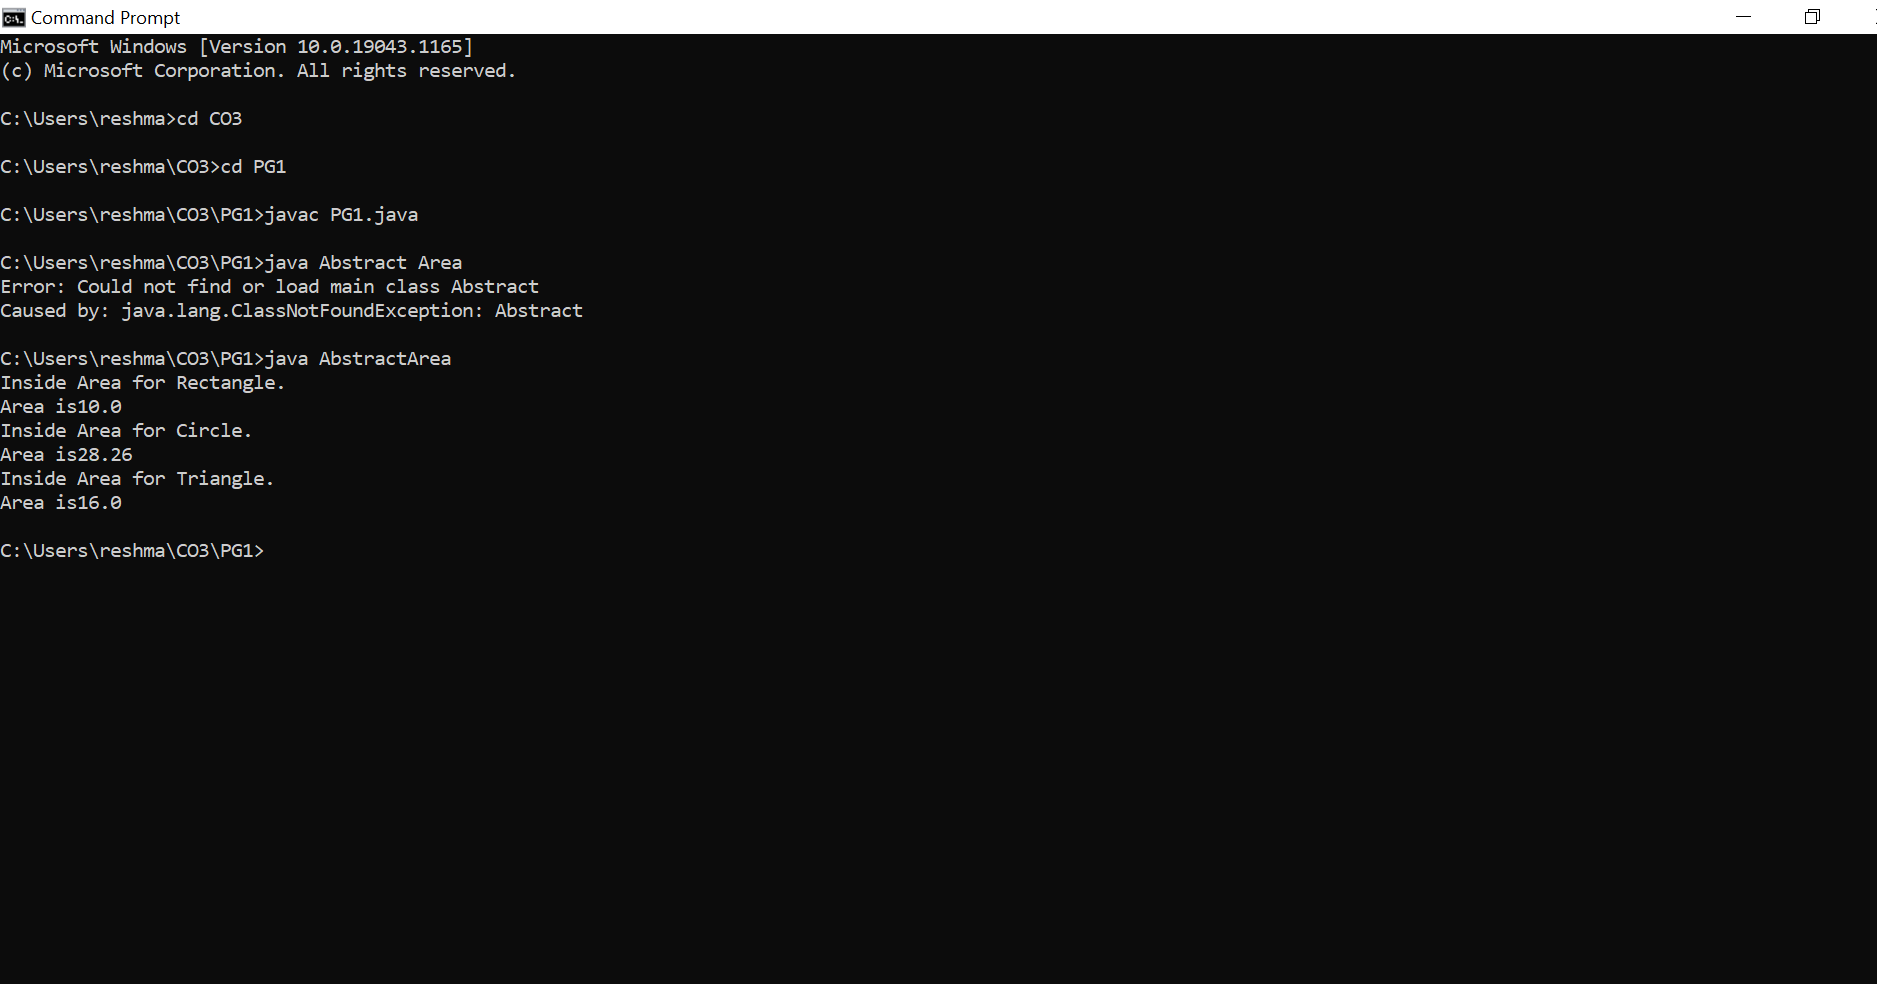 Command Prompt
Microsoft Windows [Version 10.0.19043.1165]
(c) Microsoft Corporation. All rights reserved.
C:\Users\reshma>cd CO3
C:\Users\reshma\CO3>cd PG1
C:\Users\reshma\CO3\PG1>javac PG1.java
C:\Users\reshma\CO3\PG1>java Abstract Area
Error: Could not find or load main class Abstract
Caused by: java.lang.ClassNotFoundException: Abstract
C:\Users\reshma\CO3\PG1>java AbstractArea
Inside Area for Rectangle.
Area is10.0
Inside Area for Circle.
Area is28.26
Inside Area for Triangle.
Area is16.0
C:\Users\reshma\CO3\PG1>